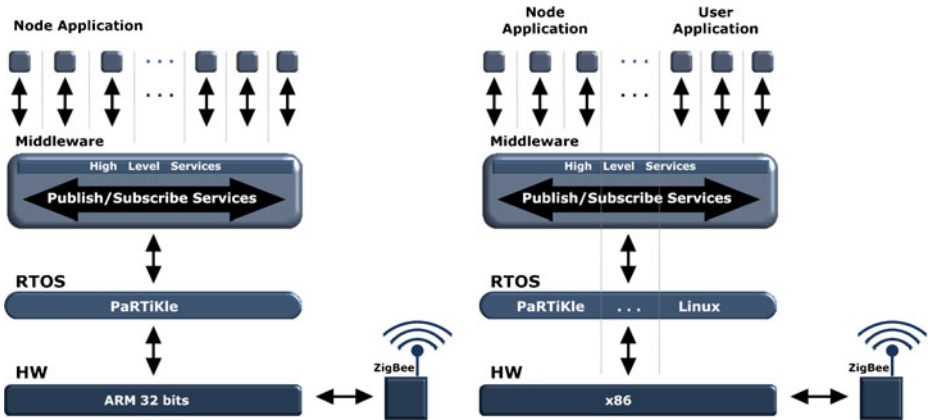 Node Application
. . .
. . .
Middleware
High Level Services
Publish/Subscribe Services
RTOS
PaRTiKle
HW
ZigBee
ARM 32 bits
Node
Application
User
Application
. . .
. . .
Middleware
High Level Services
Publish/Subscribe Services
RTOS
PaRTiKle . . . Linux
HW
ZigBee
x86